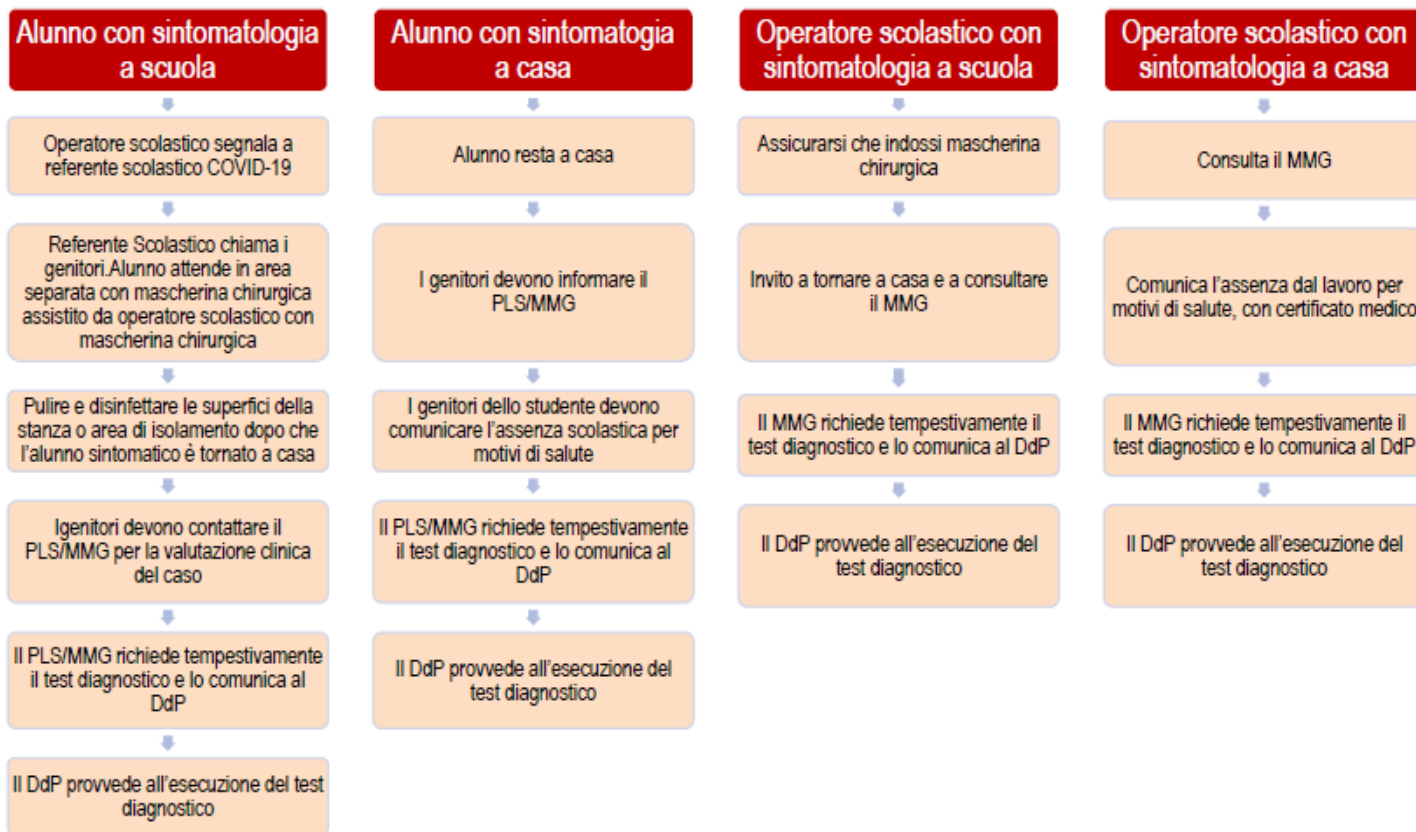 Alunno con sintomatologia
a scuola
Operatore scolastico segnala a
referente scolastico COVID-19
Referente Scolastico chiama i
genitori.Alunno attende in area
separata con mascherina chirurgica
assistito da operatore scolastico con
mascherina chirurgica
Pulire e disinfettare le superfici della
stanza o area di isolamento dopo che
l'alunno sintomatico è tornato a casa
Igenitori devono contattare il
PLS/MMG per la valutazione clinica
del caso
Il PLS/MMG richiede tempestivamente
il test diagnostico e lo comunica al
DdP
Il DdP provvede all'esecuzione del test
diagnostico
Alunno con sintomatogia
a casa
Alunno resta a casa
I genitori devono informare il
PLS/MMG
I genitori dello studente devono
comunicare l'assenza scolastica per
motivi di salute
Il PLS/MMG richiede tempestivamente
il test diagnostico e lo comunica al
DdP
Il DdP provvede all'esecuzione del
test diagnostico
Operatore scolastico con
sintomatologia a scuola
Assicurarsi che indossi mascherina
chirurgica
Invito a tornare a casa e a consultare
il MMG
Il MMG richiede tempestivamente il
test diagnostico e lo comunica al DdP
Il DdP provvede all'esecuzione del
test diagnostico
Operatore scolastico con
sintomatologia a casa
Consulta il MMG
Comunica l'assenza dal lavoro per
motivi di salute, con certificato medico
Il MMG richiede tempestivamente il
test diagnostico e lo comunica al DdP
Il DdP provvede all'esecuzione del
test diagnostico